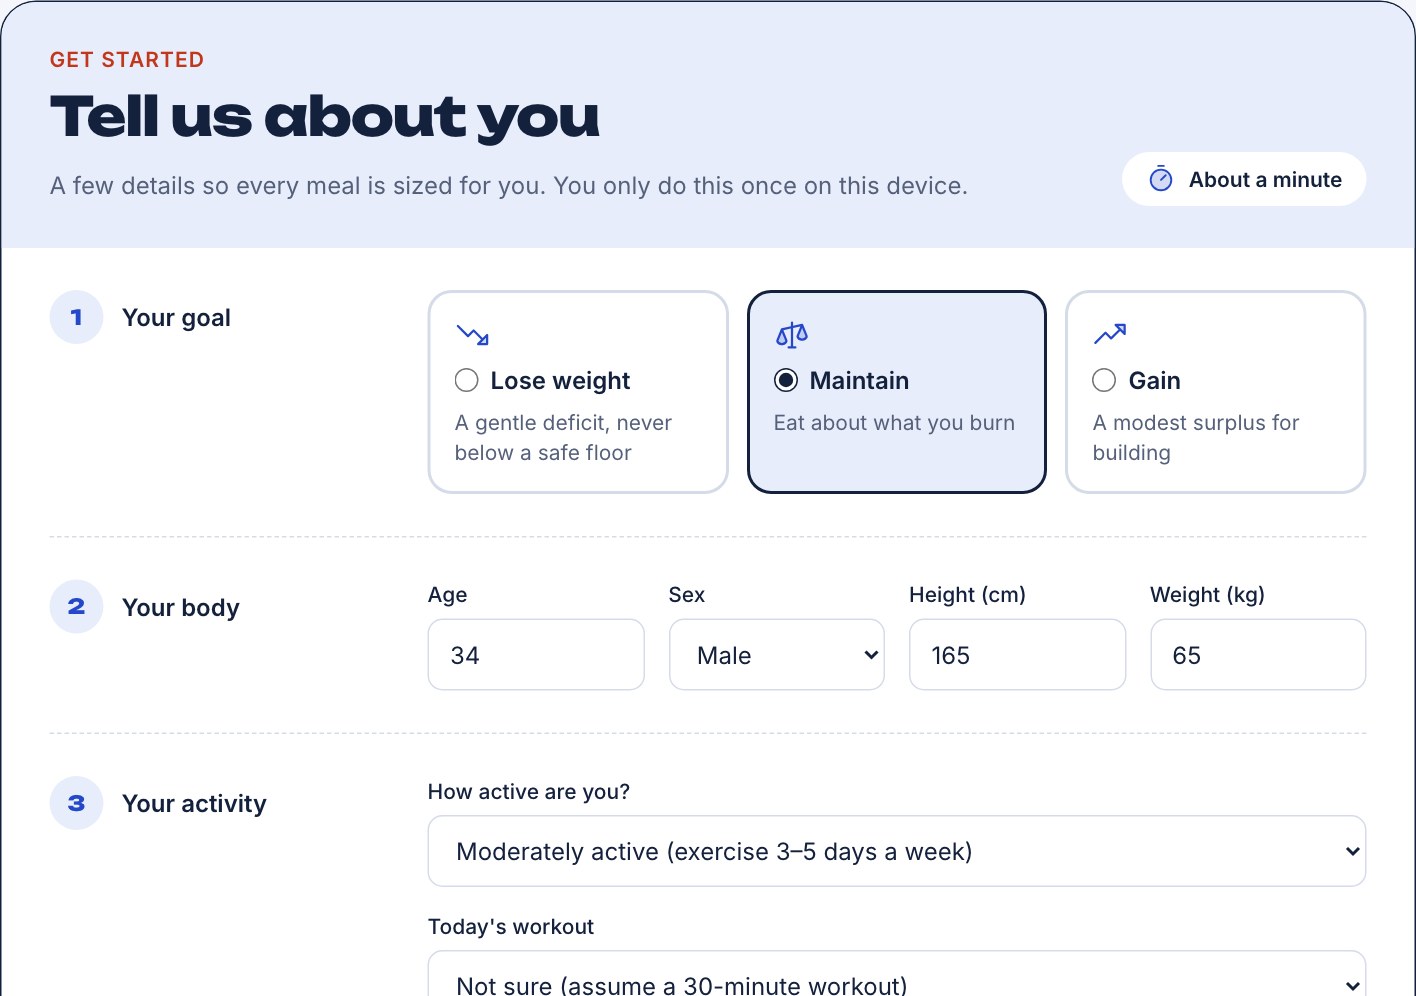 GET STARTED
Tell us about you
A few details so every meal is sized for you. You only do this once on this device.
About a minute
1
Your goal
Lose weight
A gentle deficit, never
below a safe floor
Maintain
Eat about what you burn
Gain
A modest surplus for
building
2
Your body
Age
34
Sex
Male
Height (cm)
165
Weight (kg)
65
3
Your activity
How active are you?
Moderately active (exercise 3–5 days a week)
Today's workout
Not sure (assume a 30-minute workout)